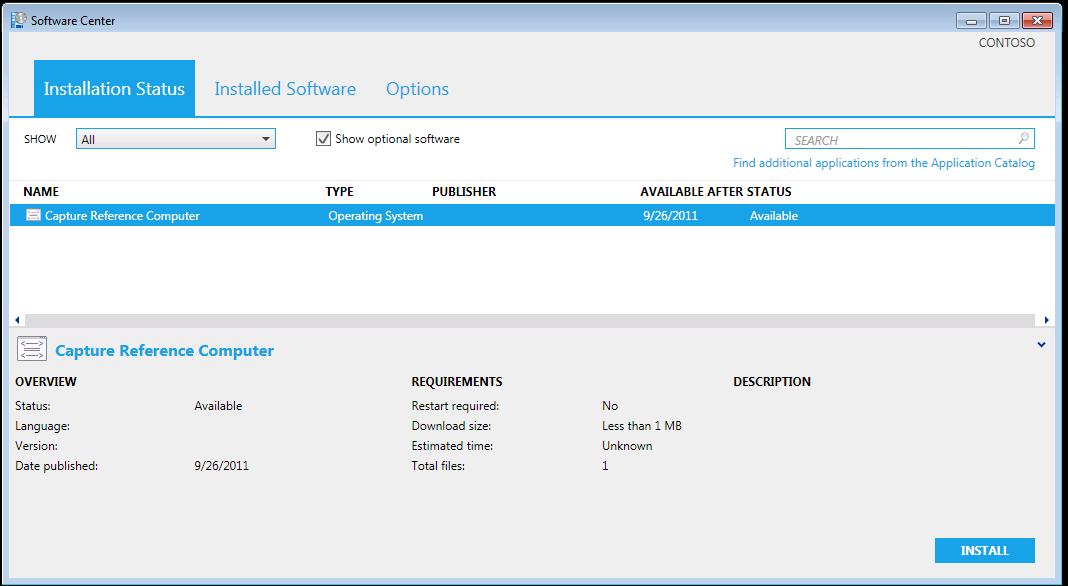 Software Center
CONTOSO
Installation Status Installed Software Options
SHOW All Show optional software SEARCH
Find additional applications from the Application Catalog
NAME TYPE PUBLISHER AVAILABLE AFTER STATUS
Capture Reference Computer Operating System 9/26/2011 Available
Capture Reference Computer
OVERVIEW REQUIREMENTS DESCRIPTION
Status: Available Restart required: No
Language: Download size: Less than 1 MB
Version: Estimated time: Unknown
Date published: 9/26/2011 Total files: 1
INSTALL